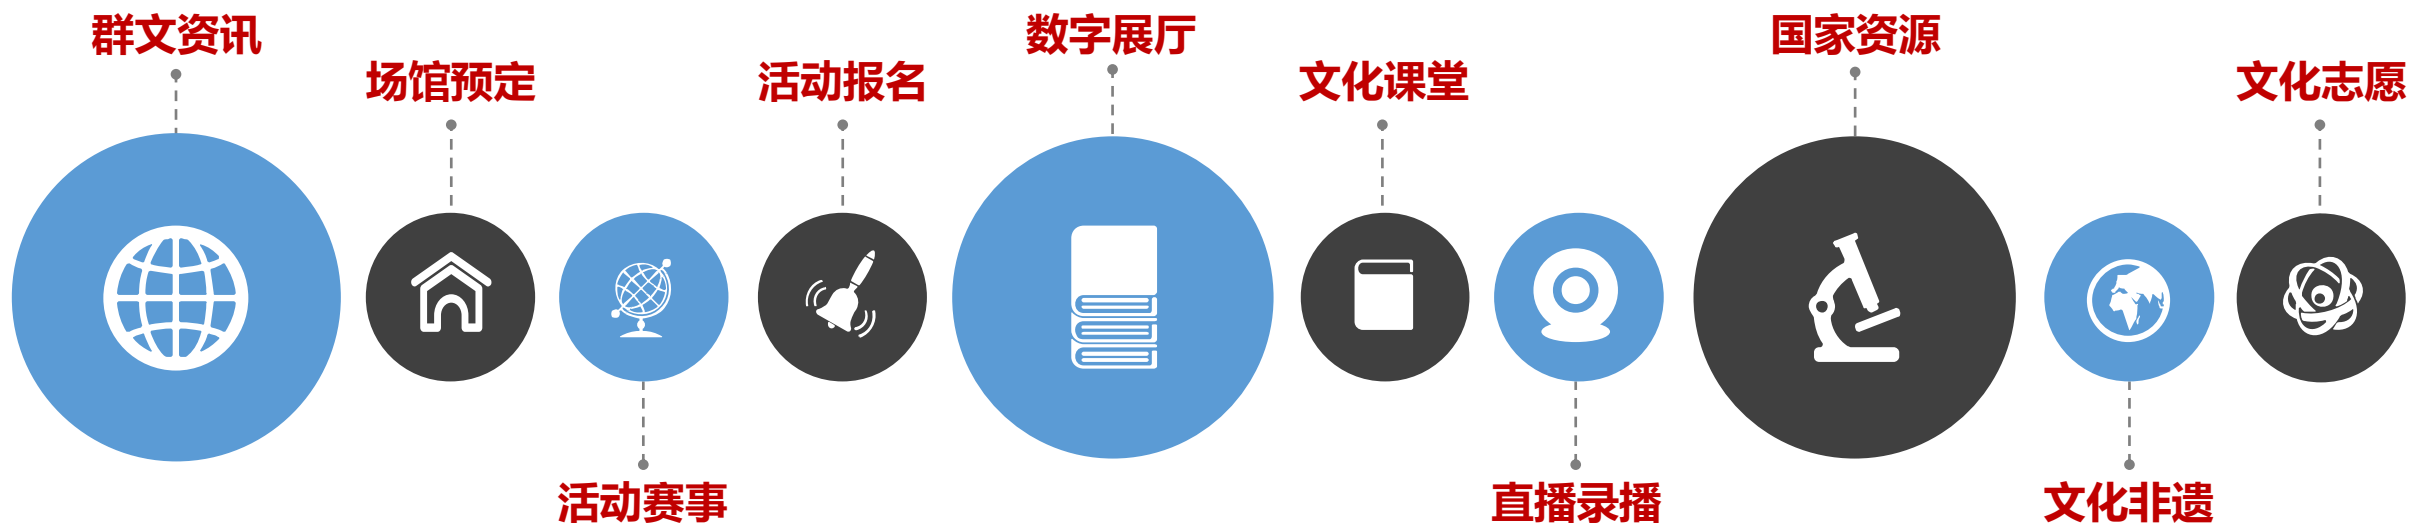 群文资讯
场馆预定
活动赛事
活动报名
数字展厅
文化课堂
直播录播
国家资源
文化非遗
文化志愿